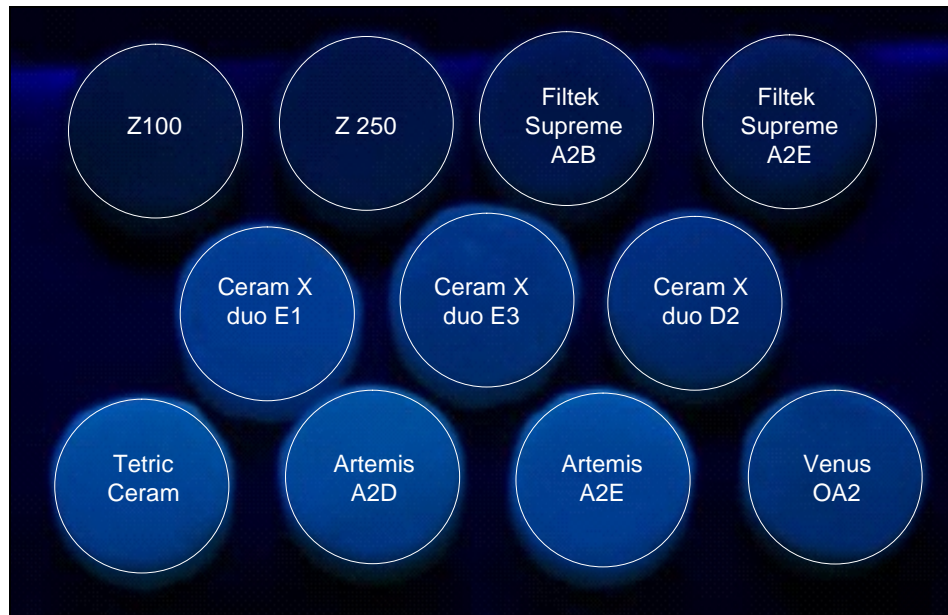 Z100
Z 250
Filtek
Supreme
A2B
Filtek
Supreme
A2E
Ceram X
duo E1
Ceram X
duo E3
Ceram X
duo D2
Tetric
Ceram
Artemis
A2D
Artemis
A2E
Venus
OA2